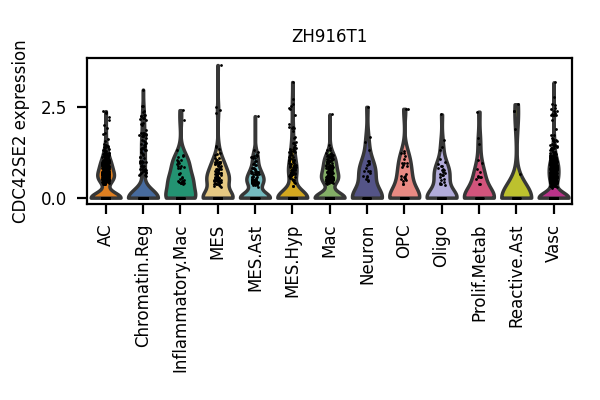 ZH916T1
CDC42SE2 expression
2.5
0.0
AC
Chromatin.Reg
Inflammatory.Mac
MES
MES.Ast
MES.Hyp
Mac
Neuron
OPC
Oligo
Prolif.Metab
Reactive.Ast
Vasc